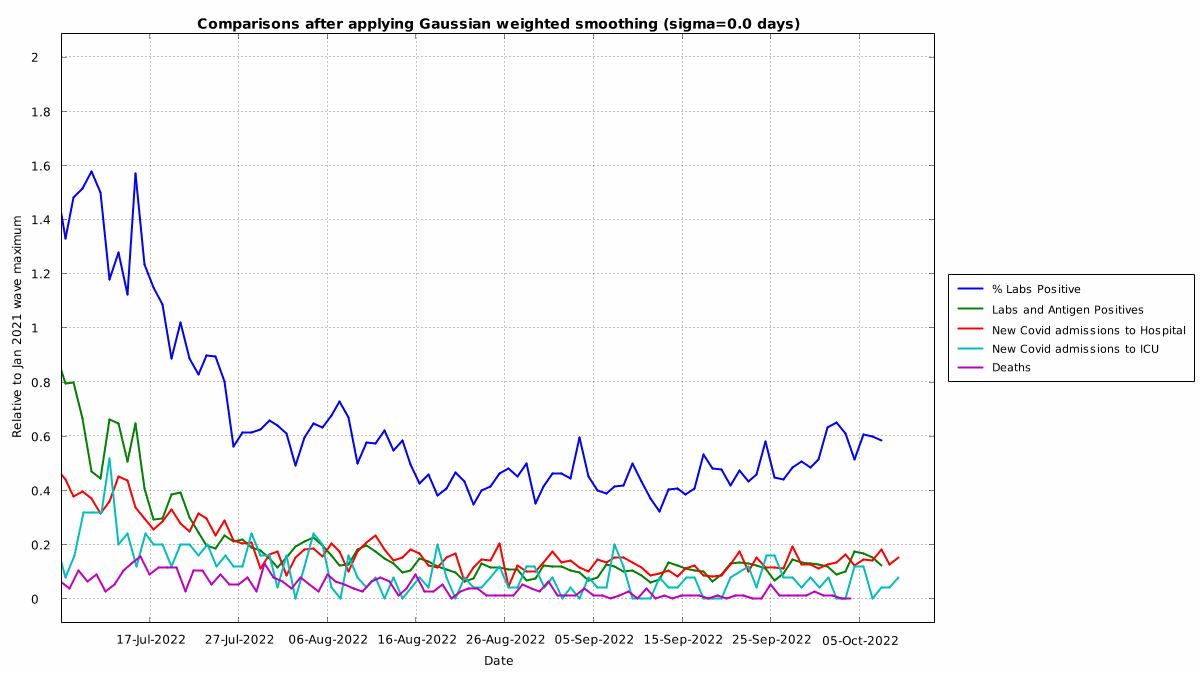 Comparisons after applying Gaussian weighted smoothing (sigma=0.0 days)
Relative to Jan 2021 wave maximum
2
1.8
1.6
1.4
1.2
1
0.8
0.6
0.4
0.2
0
17-Jul-2022 27-Jul-2022 06-Aug-2022 16-Aug-2022 26-Aug-2022 05-Sep-2022 15-Sep-2022 25-Sep-2022 05-Oct-2022
Date
% Labs Positive
Labs and Antigen Positives
New Covid admissions to Hospital
New Covid admissions to ICU
Deaths